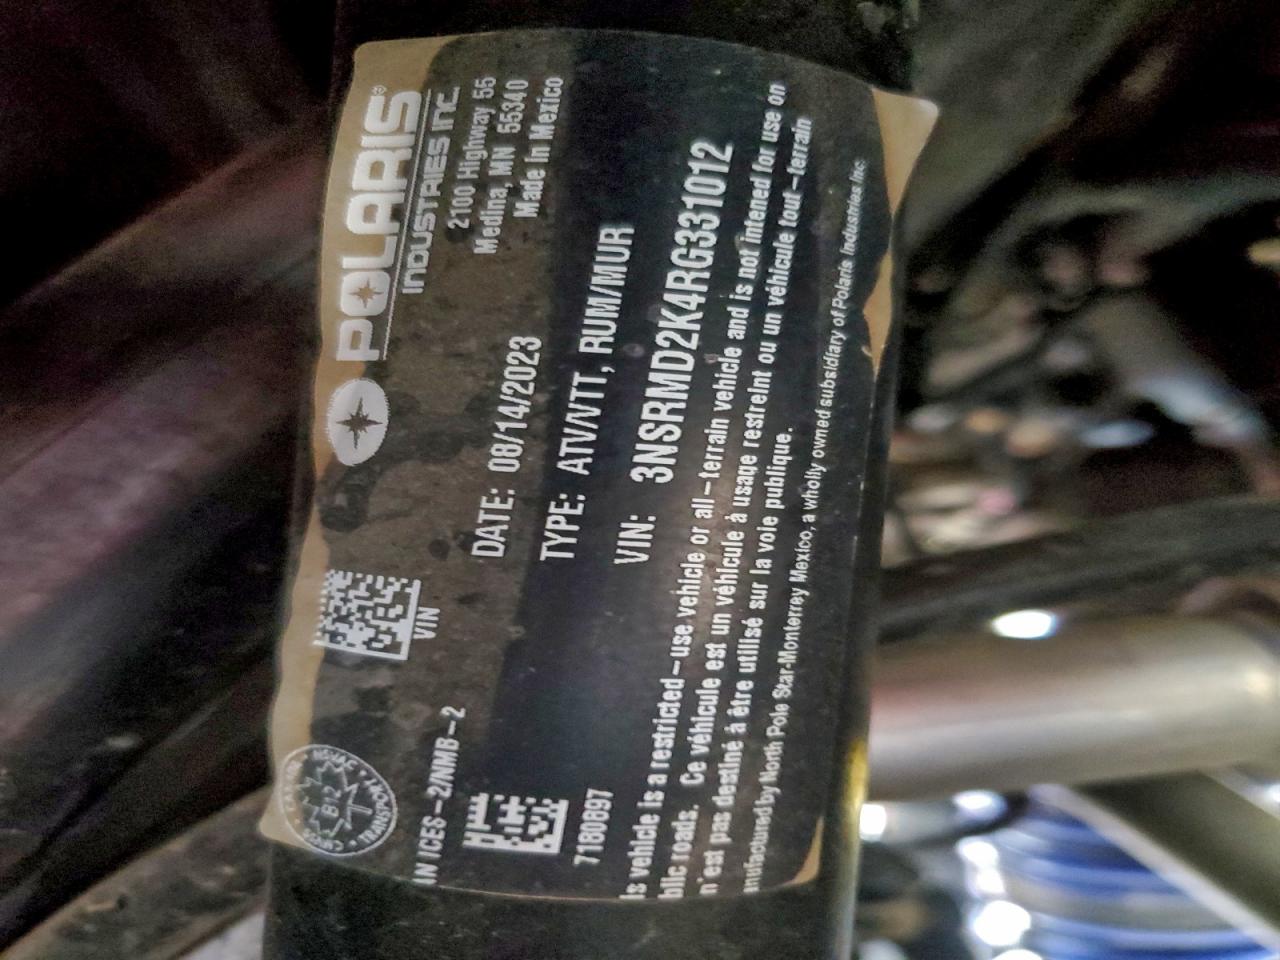 POLARIS®
INDUSTRIES INC.
2100 Highway 55
Medina, MN 55340
Made In Mexico
VIN
CANADA
B12
TRANSPORT
N ICES-2/NMB-2
7180897
DATE: 08/14/2023
TYPE: ATV/VTT, RUM/MUR
VIN: 3NSRMD2K4RG331012
is vehicle is a restricted-use vehicle or all-terrain vehicle and is not intened for use on
blic roads. Ce véhicule est un véhicule à usage restreint ou un véhicule tout-terrain
n'est pas destiné à être utilisé sur la voie publique.
anufactured by North Pole Star-Monterrey Mexico, a wholly owned subsidiary of Polaris Industries Inc.